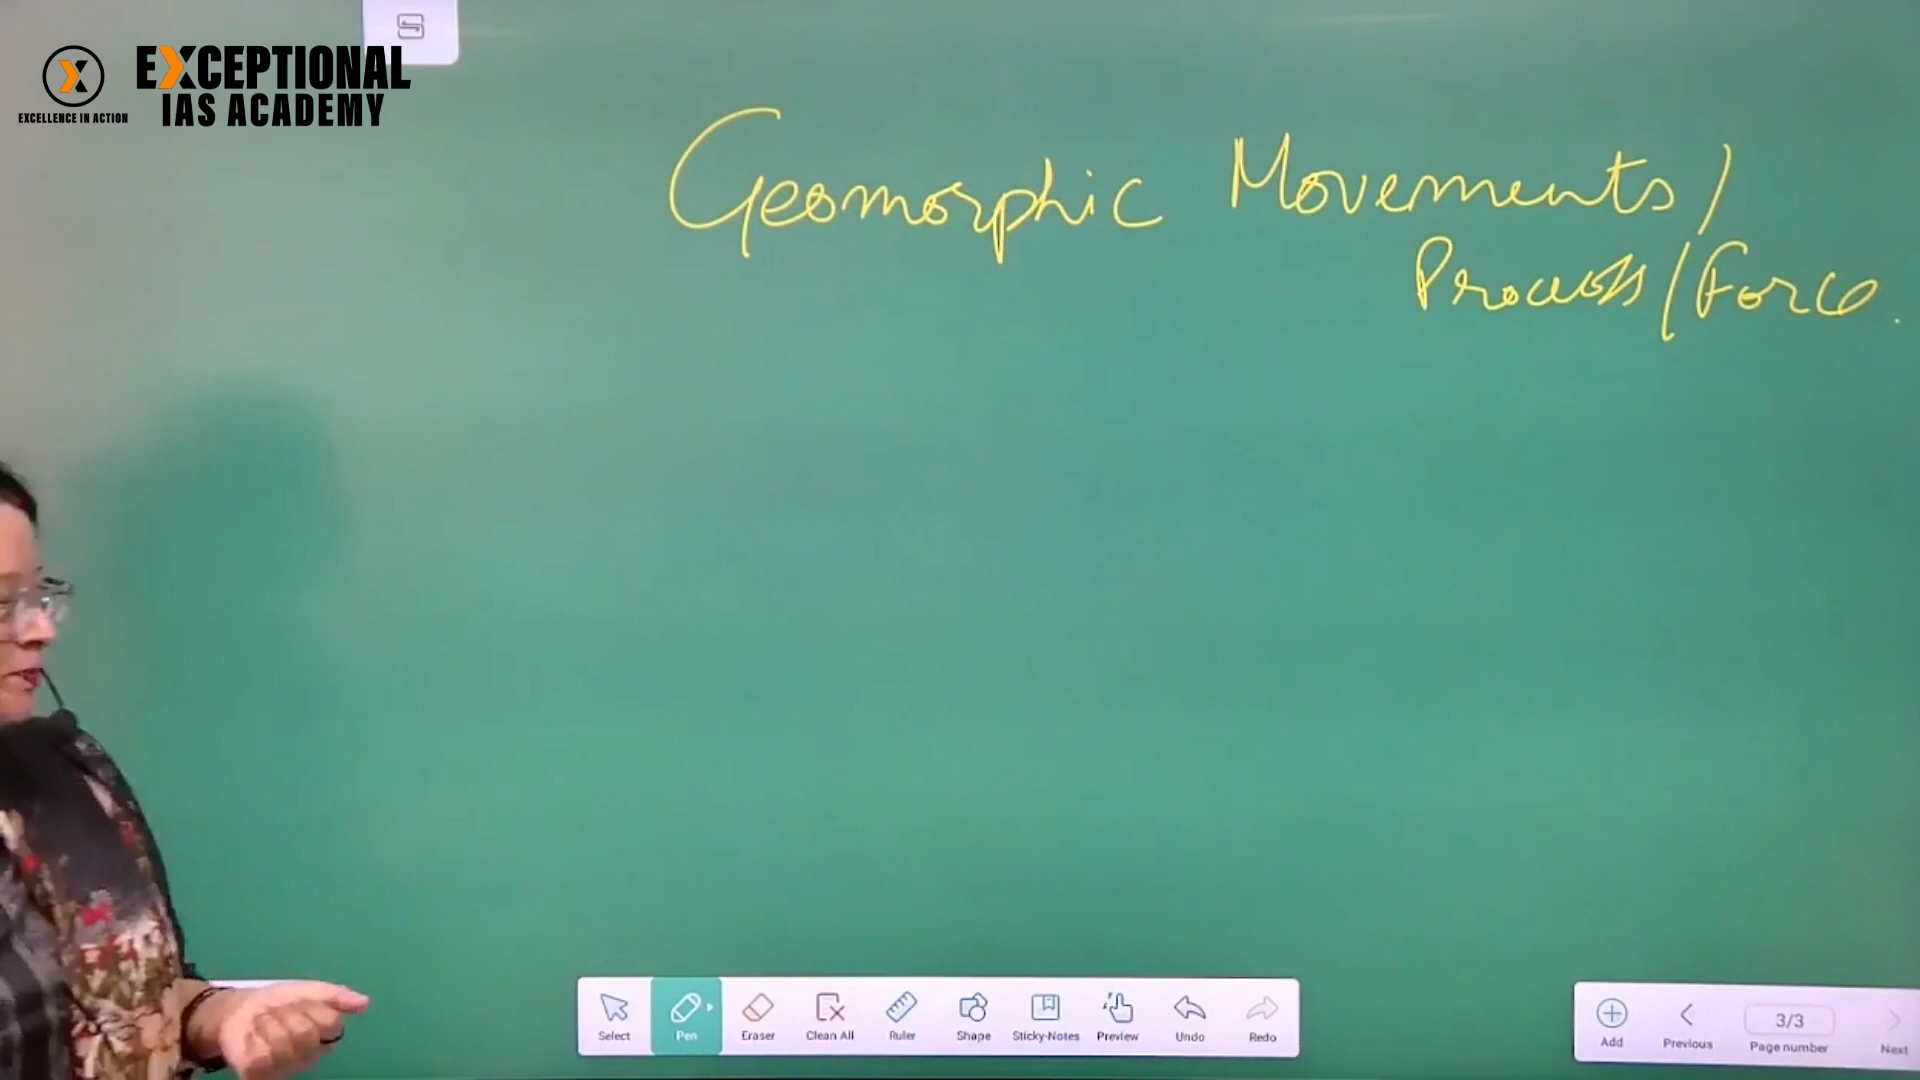 EXCEPTIONAL
IAS ACADEMY
EXCELLENCE IN ACTION
Geomorphic Movements/
Process/Force.
Select Pen Eraser Clean All Ruler Shape Sticky-Notes Preview Undo Redo
Add Previous 3/3 Page number Next